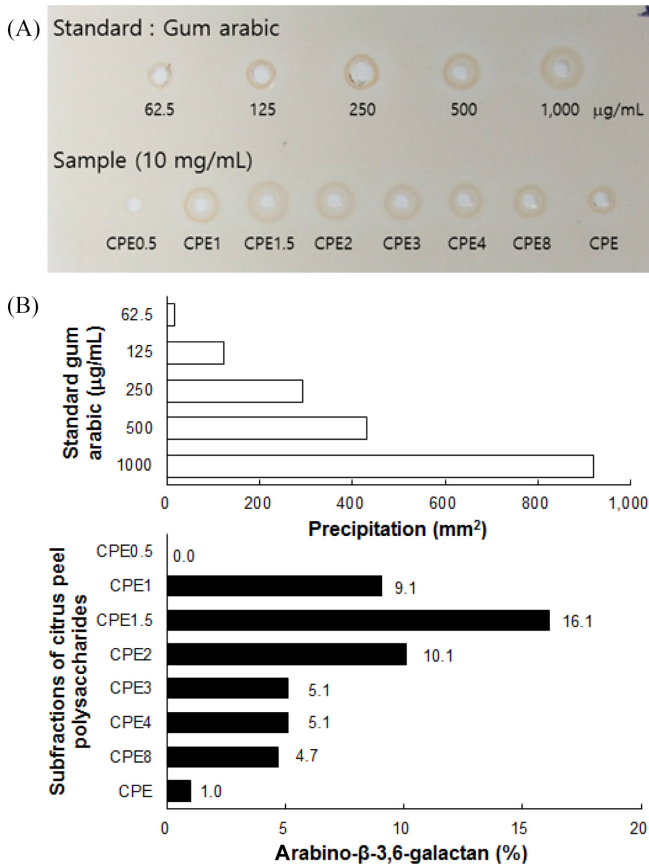 (A)
Standard : Gum arabic
62.5 125 250 500 1,000 μg/mL
Sample (10 mg/mL)
CPE0.5 CPE1 CPE1.5 CPE2 CPE3 CPE4 CPE8 CPE
(B)
Standard gum
arabic (μg/mL)
62.5
125
250
500
1000
0 200 400 600 800 1,000
Precipitation (mm²)
Subfractions of citrus peel
polysaccharides
CPE0.5 0.0
CPE1 9.1
CPE1.5 16.1
CPE2 10.1
CPE3 5.1
CPE4 5.1
CPE8 4.7
CPE 1.0
0 5 10 15 20
Arabino-β-3,6-galactan (%)